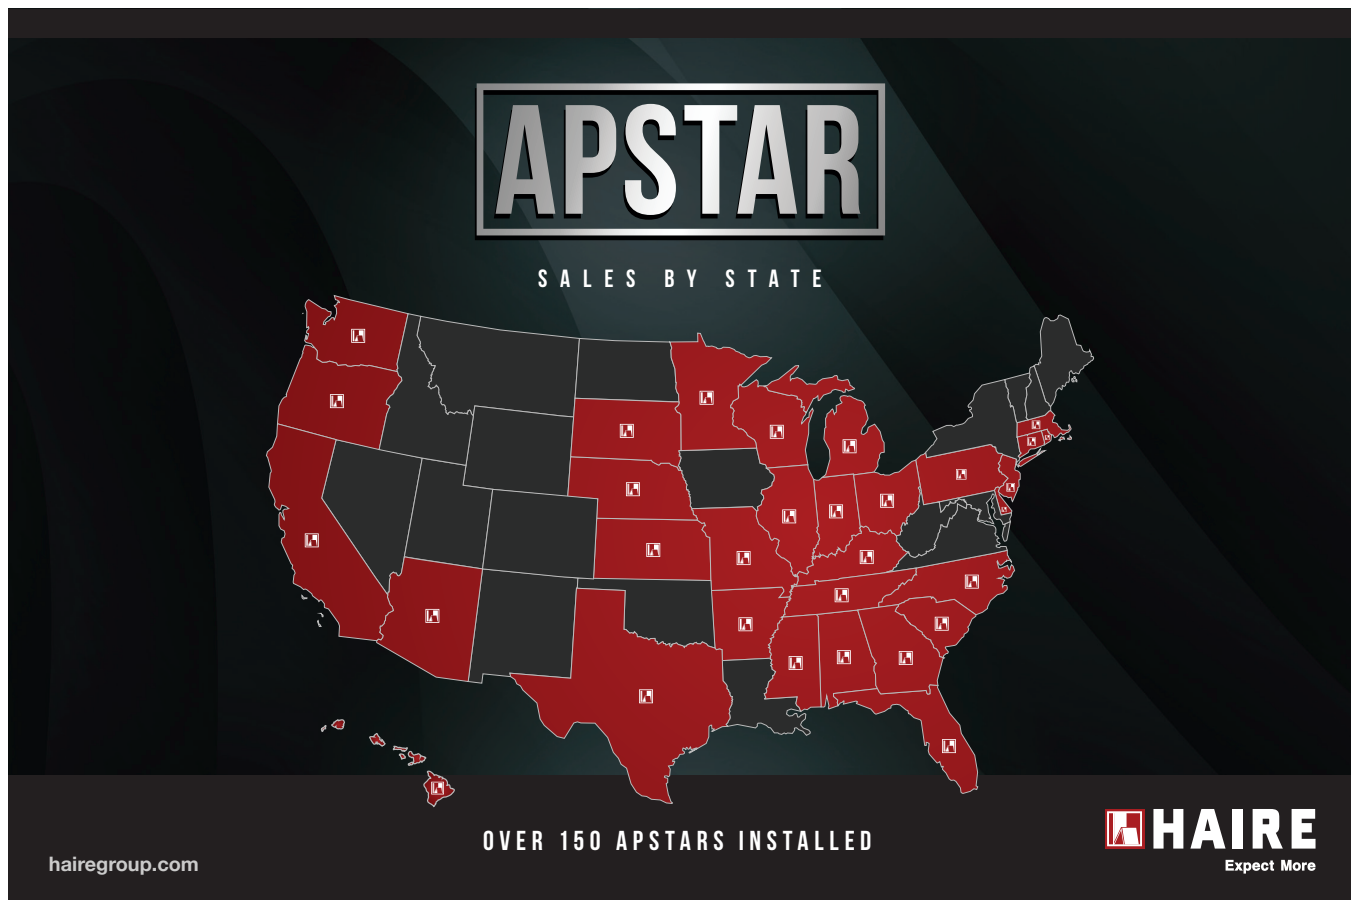 APSTAR
SALES BY STATE
OVER 150 APSTARS INSTALLED
hairegroup.com
HAIRE
Expect More